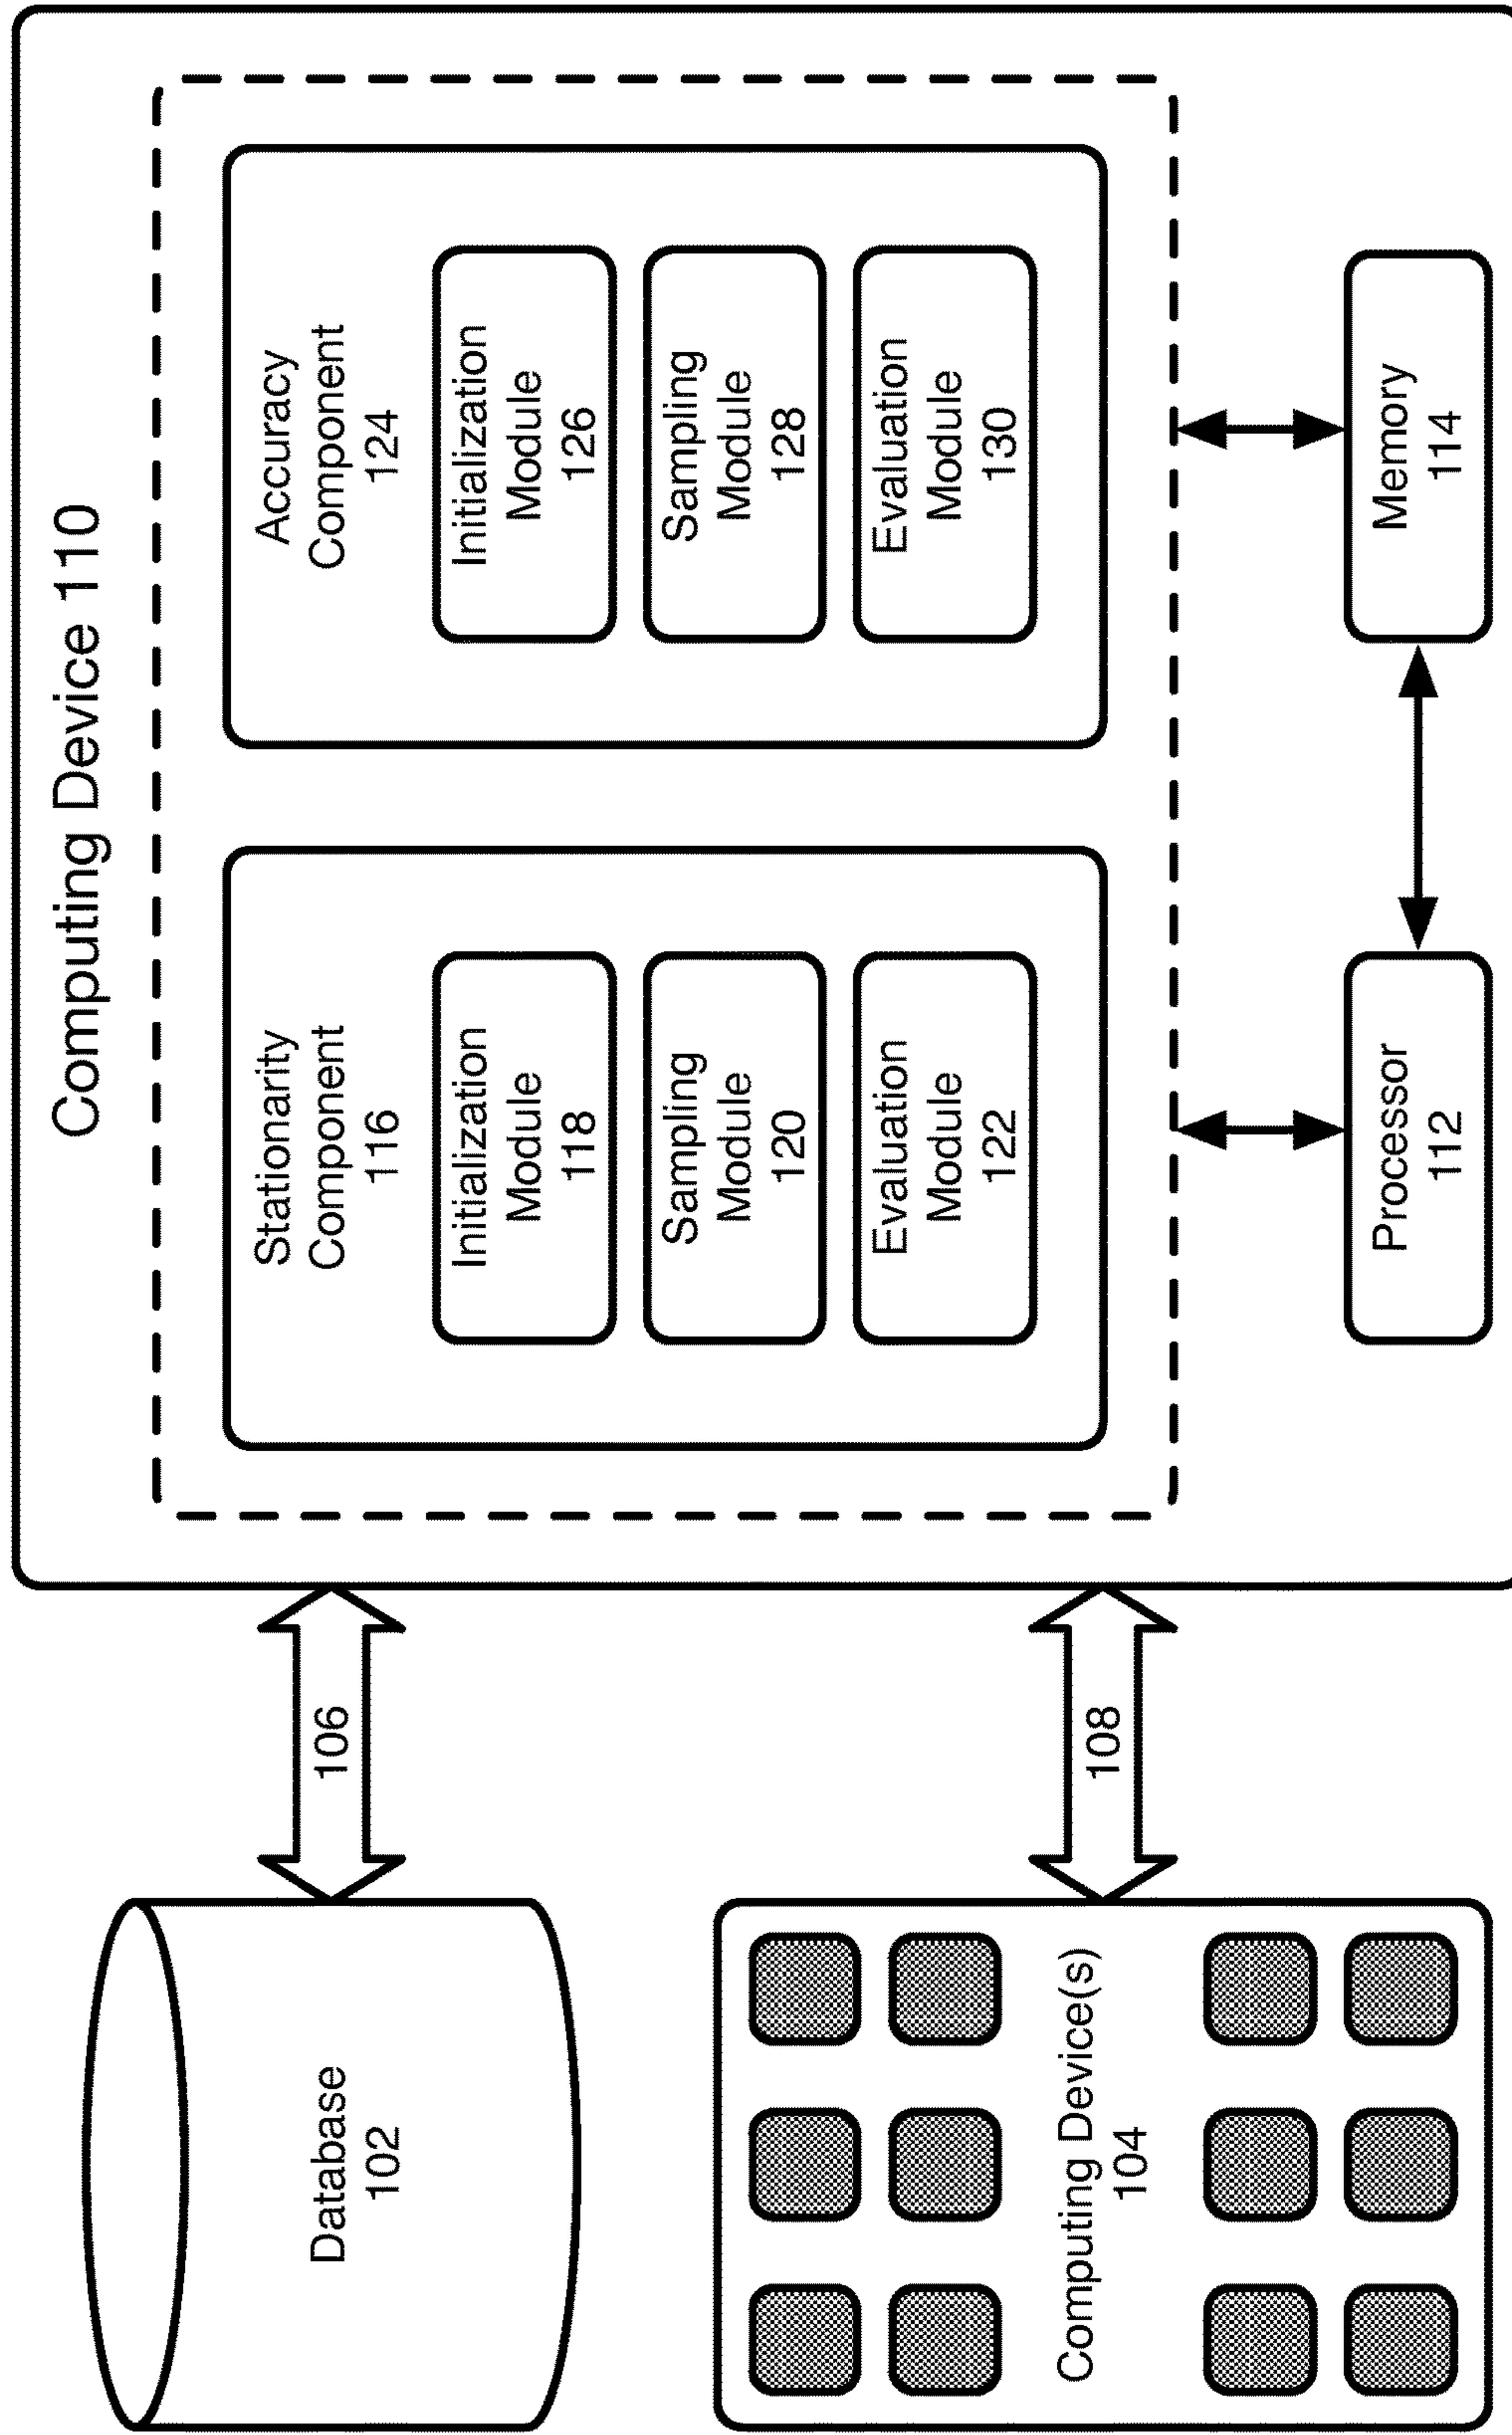 Computing Device 110
Database
102
106
Computing Device(s)
104
108
Stationarity
Component
116
Initialization
Module
118
Sampling
Module
120
Evaluation
Module
122
Accuracy
Component
124
Initialization
Module
126
Sampling
Module
128
Evaluation
Module
130
Processor
112
Memory
114